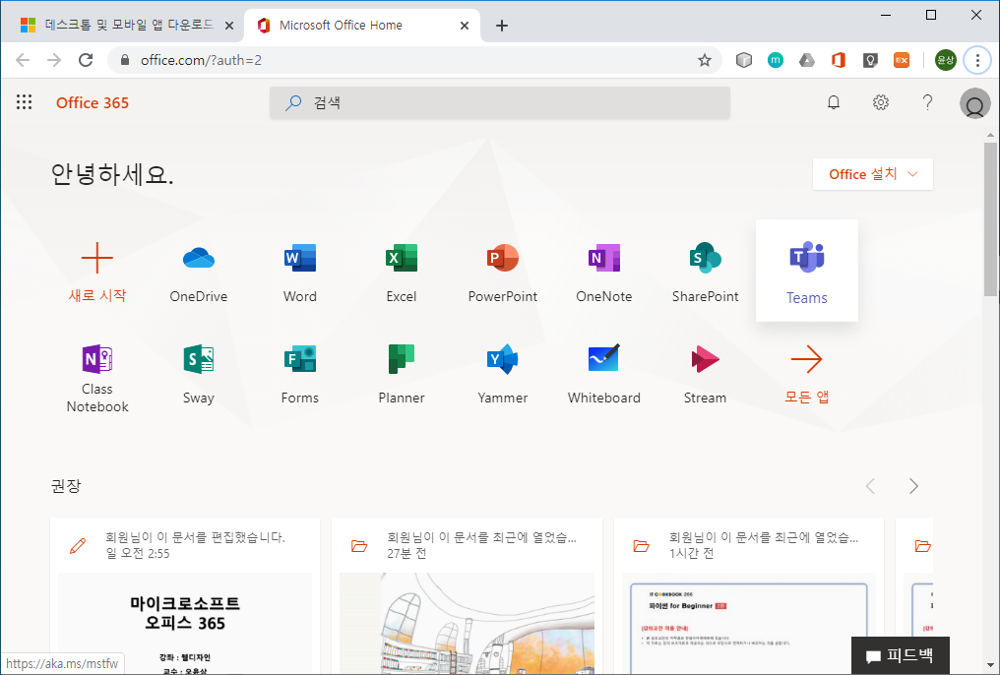 데스크톱 및 모바일 앱 다운로드
Microsoft Office Home
office.com/?auth=2
윤상
Office 365
검색
안녕하세요.
Office 설치
새로 시작
OneDrive
Word
Excel
PowerPoint
OneNote
SharePoint
Teams
Class
Notebook
Sway
Forms
Planner
Yammer
Whiteboard
Stream
모든 앱
권장
회원님이 이 문서를 편집했습니다.
일 오전 2:55
회원님이 이 문서를 최근에 열었습...
27분 전
회원님이 이 문서를 최근에 열었습...
1시간 전
마이크로소프트
오피스 365
강좌 : 웹디자인
교수 : 오윤상
IT COOKBOOK 256
파이썬 for Beginner
피드백
https://aka.ms/mstfw